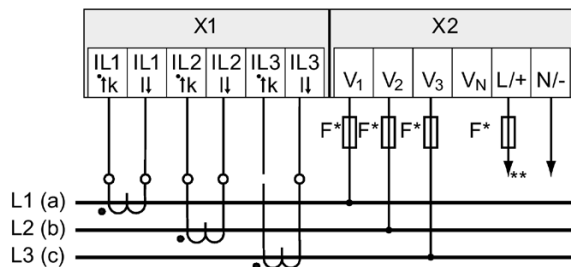 X1 X2
IL1 IL1 IL2 IL2 IL3 IL3 V1 V2 V3 VN L/+ N/-
k l k l k l
F* F* F* F*
**
L1 (a)
L2 (b)
L3 (c)